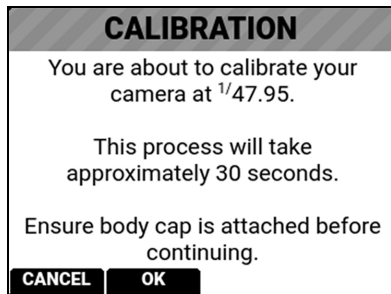 CALIBRATION
You are about to calibrate your
camera at 1/47.95.
This process will take
approximately 30 seconds.
Ensure body cap is attached before
continuing.
CANCEL OK